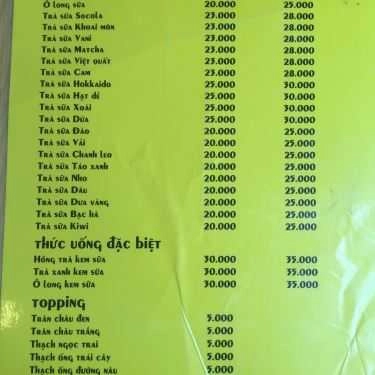 Ô long sữa 20.000 25.000
Trà sữa Socola 23.000 28.000
Trà sữa Khoai môn 23.000 28.000
Trà sữa Vani 23.000 28.000
Trà sữa Matcha 23.000 28.000
Trà sữa Việt quất 23.000 28.000
Trà sữa Cam 23.000 28.000
Trà sữa Hokkaido 25.000 30.000
Trà sữa Hạt dẻ 25.000 30.000
Trà sữa Xoài 25.000 30.000
Trà sữa Dừa 25.000 30.000
Trà sữa Đào 20.000 25.000
Trà sữa Vải 20.000 25.000
Trà sữa Chanh leo 20.000 25.000
Trà sữa Táo xanh 20.000 25.000
Trà sữa Nho 20.000 25.000
Trà sữa Dâu 20.000 25.000
Trà sữa Dưa vàng 20.000 25.000
Trà sữa Bạc hà 20.000 25.000
Trà sữa Kiwi 20.000 25.000
Thức uống đặc biệt
Hồng trà kem sữa 30.000 35.000
Trà xanh kem sữa 30.000 35.000
Ô long kem sữa 30.000 35.000
Topping
Trân châu đen 5.000
Trân châu trắng 5.000
Thạch ngọc trai 5.000
Thạch ống trái cây 5.000
Thạch ống đường nâu 5.000